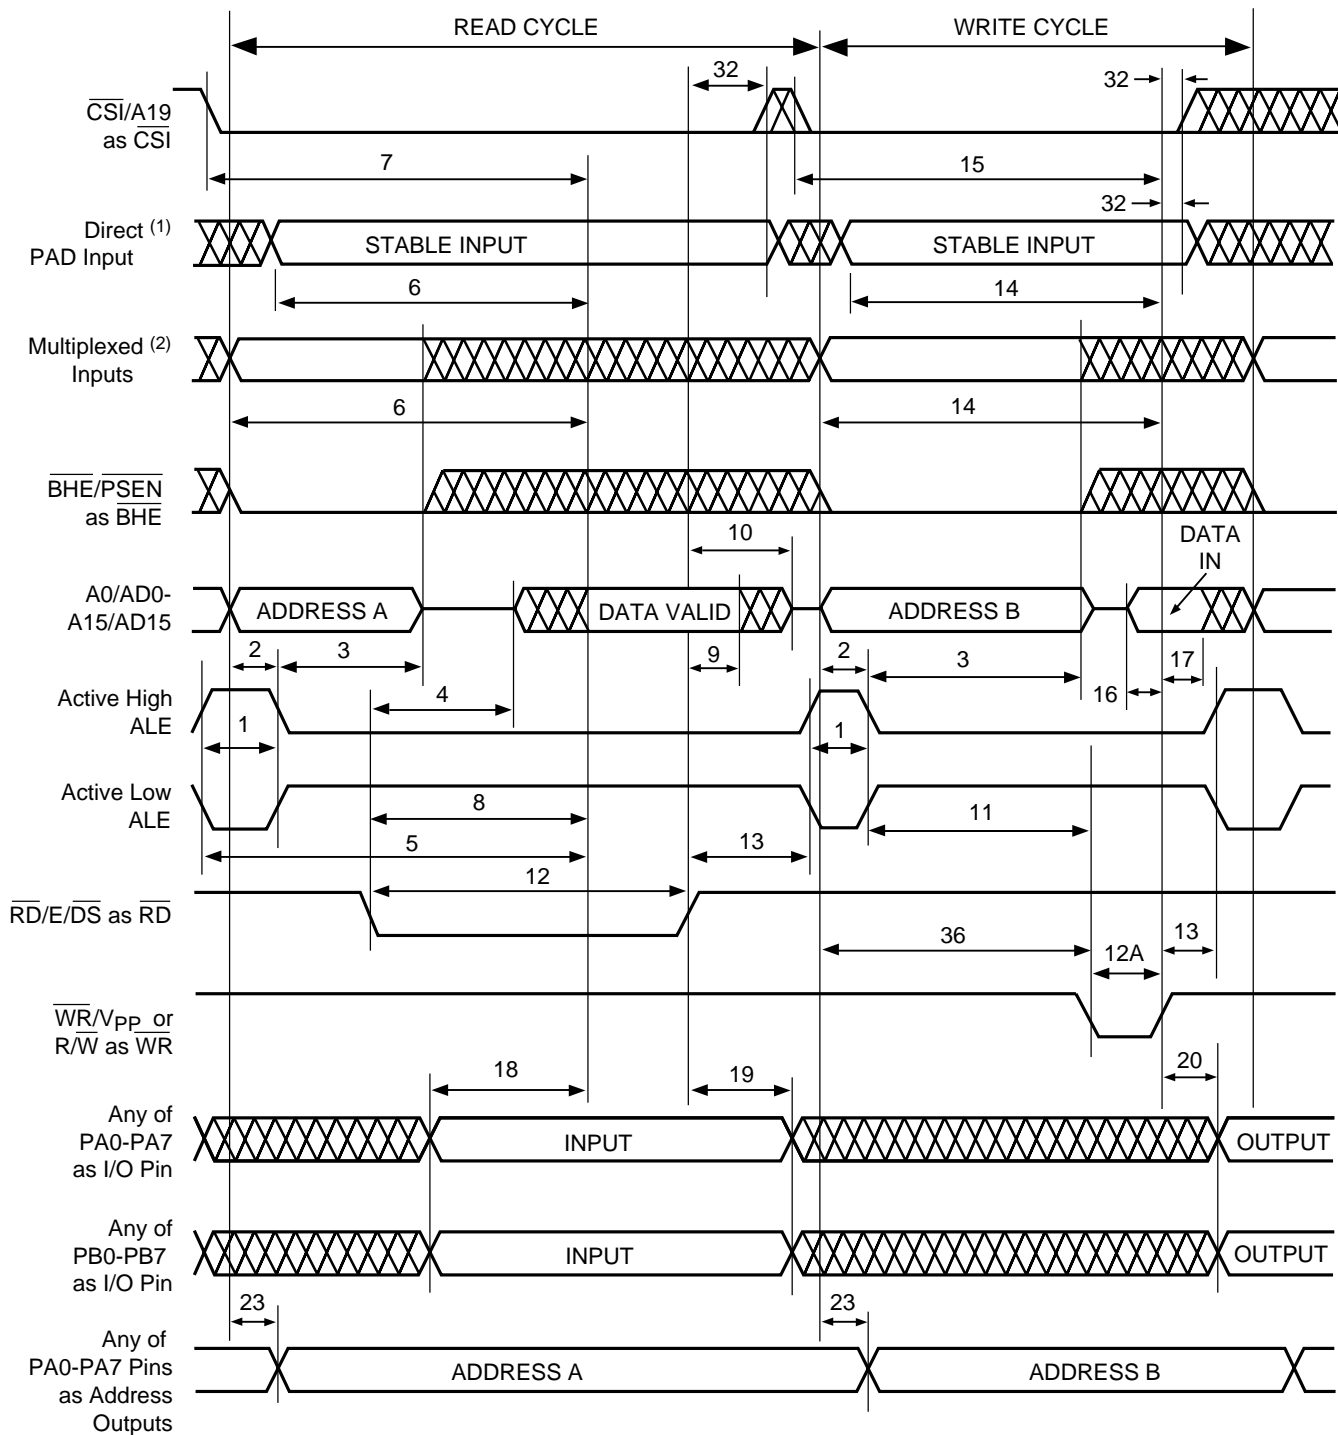 READ CYCLE
WRITE CYCLE
32
32
CSI/A19
as CSI
7
15
32
Direct (1)
PAD Input
STABLE INPUT
STABLE INPUT
6
14
Multiplexed (2)
Inputs
6
14
BHE/PSEN
as BHE
10
DATA
IN
A0/AD0-
A15/AD15
ADDRESS A
DATA VALID
ADDRESS B
2
3
9
2
3
17
4
16
Active High
ALE
1
1
Active Low
ALE
8
11
5
13
12
RD/E/DS as RD
36
13
12A
WR/VPP or
R/W as WR
18
19
20
Any of
PA0-PA7
as I/O Pin
INPUT
OUTPUT
Any of
PB0-PB7
as I/O Pin
INPUT
OUTPUT
23
23
Any of
PA0-PA7 Pins
as Address
Outputs
ADDRESS A
ADDRESS B